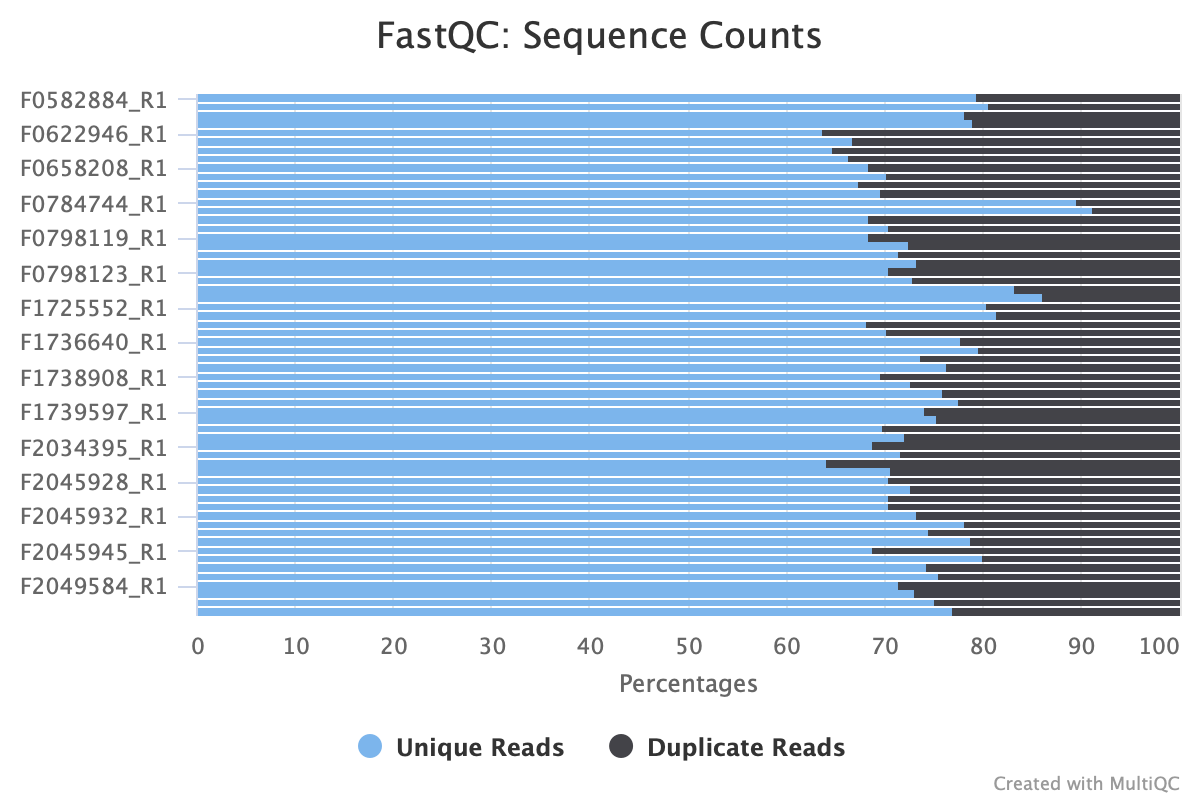 FastQC: Sequence Counts
F0582884_R1
F0622946_R1
F0658208_R1
F0784744_R1
F0798119_R1
F0798123_R1
F1725552_R1
F1736640_R1
F1738908_R1
F1739597_R1
F2034395_R1
F2045928_R1
F2045932_R1
F2045945_R1
F2049584_R1
0 10 20 30 40 50 60 70 80 90 100
Percentages
Unique Reads Duplicate Reads
Created with MultiQC